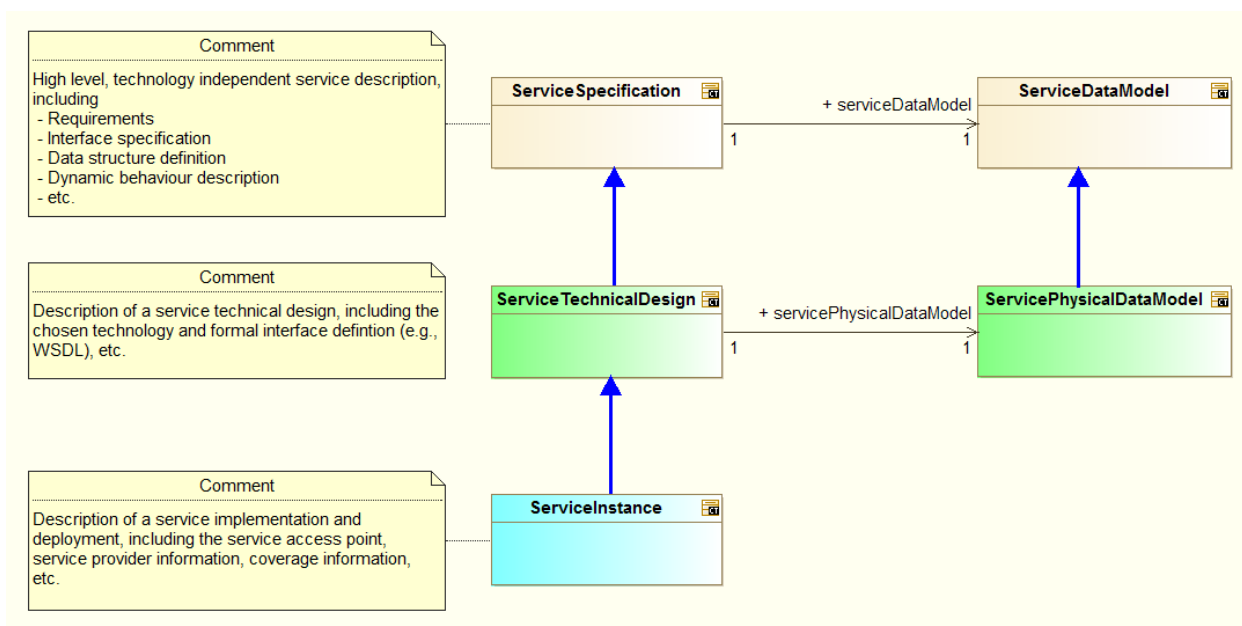 Comment
High level, technology independent service description,
including
- Requirements
- Interface specification
- Data structure definition
- Dynamic behaviour description
- etc.
ServiceSpecification
+ serviceDataModel
1
1
ServiceDataModel
Comment
Description of a service technical design, including the
chosen technology and formal interface defintion (e.g.,
WSDL), etc.
ServiceTechnicalDesign
+ servicePhysicalDataModel
1
1
ServicePhysicalDataModel
Comment
Description of a service implementation and
deployment, including the service access point,
service provider information, coverage information,
etc.
ServiceInstance